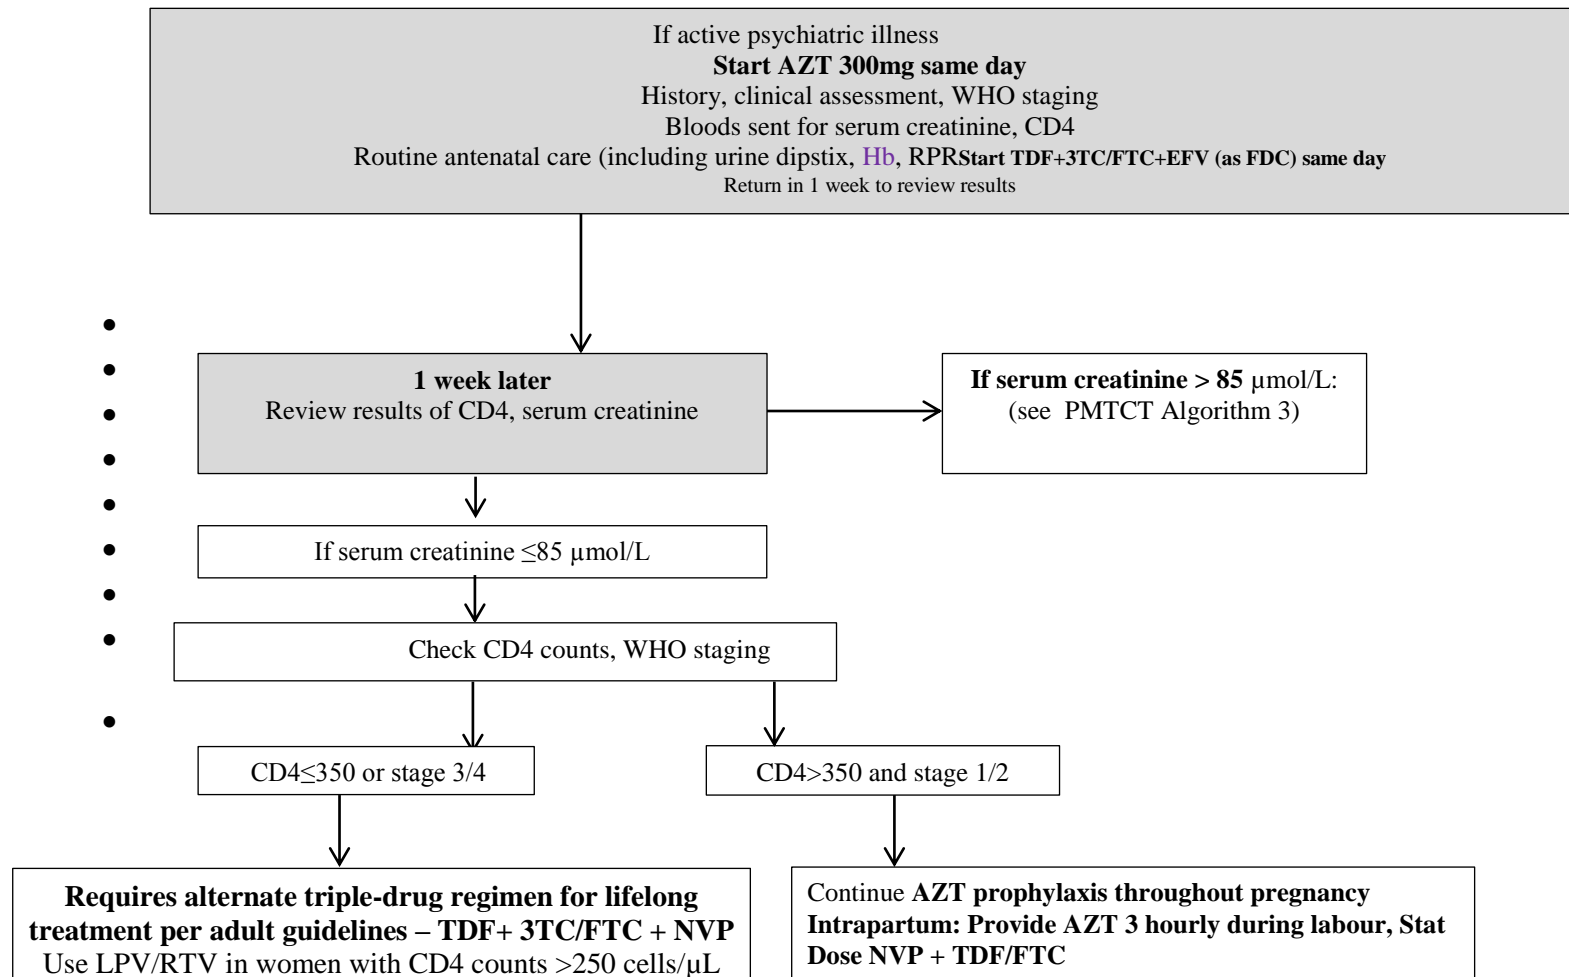 If active psychiatric illness
Start AZT 300mg same day
History, clinical assessment, WHO staging
Bloods sent for serum creatinine, CD4
Routine antenatal care (including urine dipstix, Hb, RPRStart TDF+3TC/FTC+EFV (as FDC) same day
Return in 1 week to review results
1 week later
Review results of CD4, serum creatinine
If serum creatinine > 85 µmol/L:
(see PMTCT Algorithm 3)
If serum creatinine ≤85 µmol/L
Check CD4 counts, WHO staging
CD4≤350 or stage 3/4
CD4>350 and stage 1/2
Requires alternate triple-drug regimen for lifelong
treatment per adult guidelines – TDF+ 3TC/FTC + NVP
Use LPV/RTV in women with CD4 counts >250 cells/µL
Continue AZT prophylaxis throughout pregnancy
Intrapartum: Provide AZT 3 hourly during labour, Stat
Dose NVP + TDF/FTC